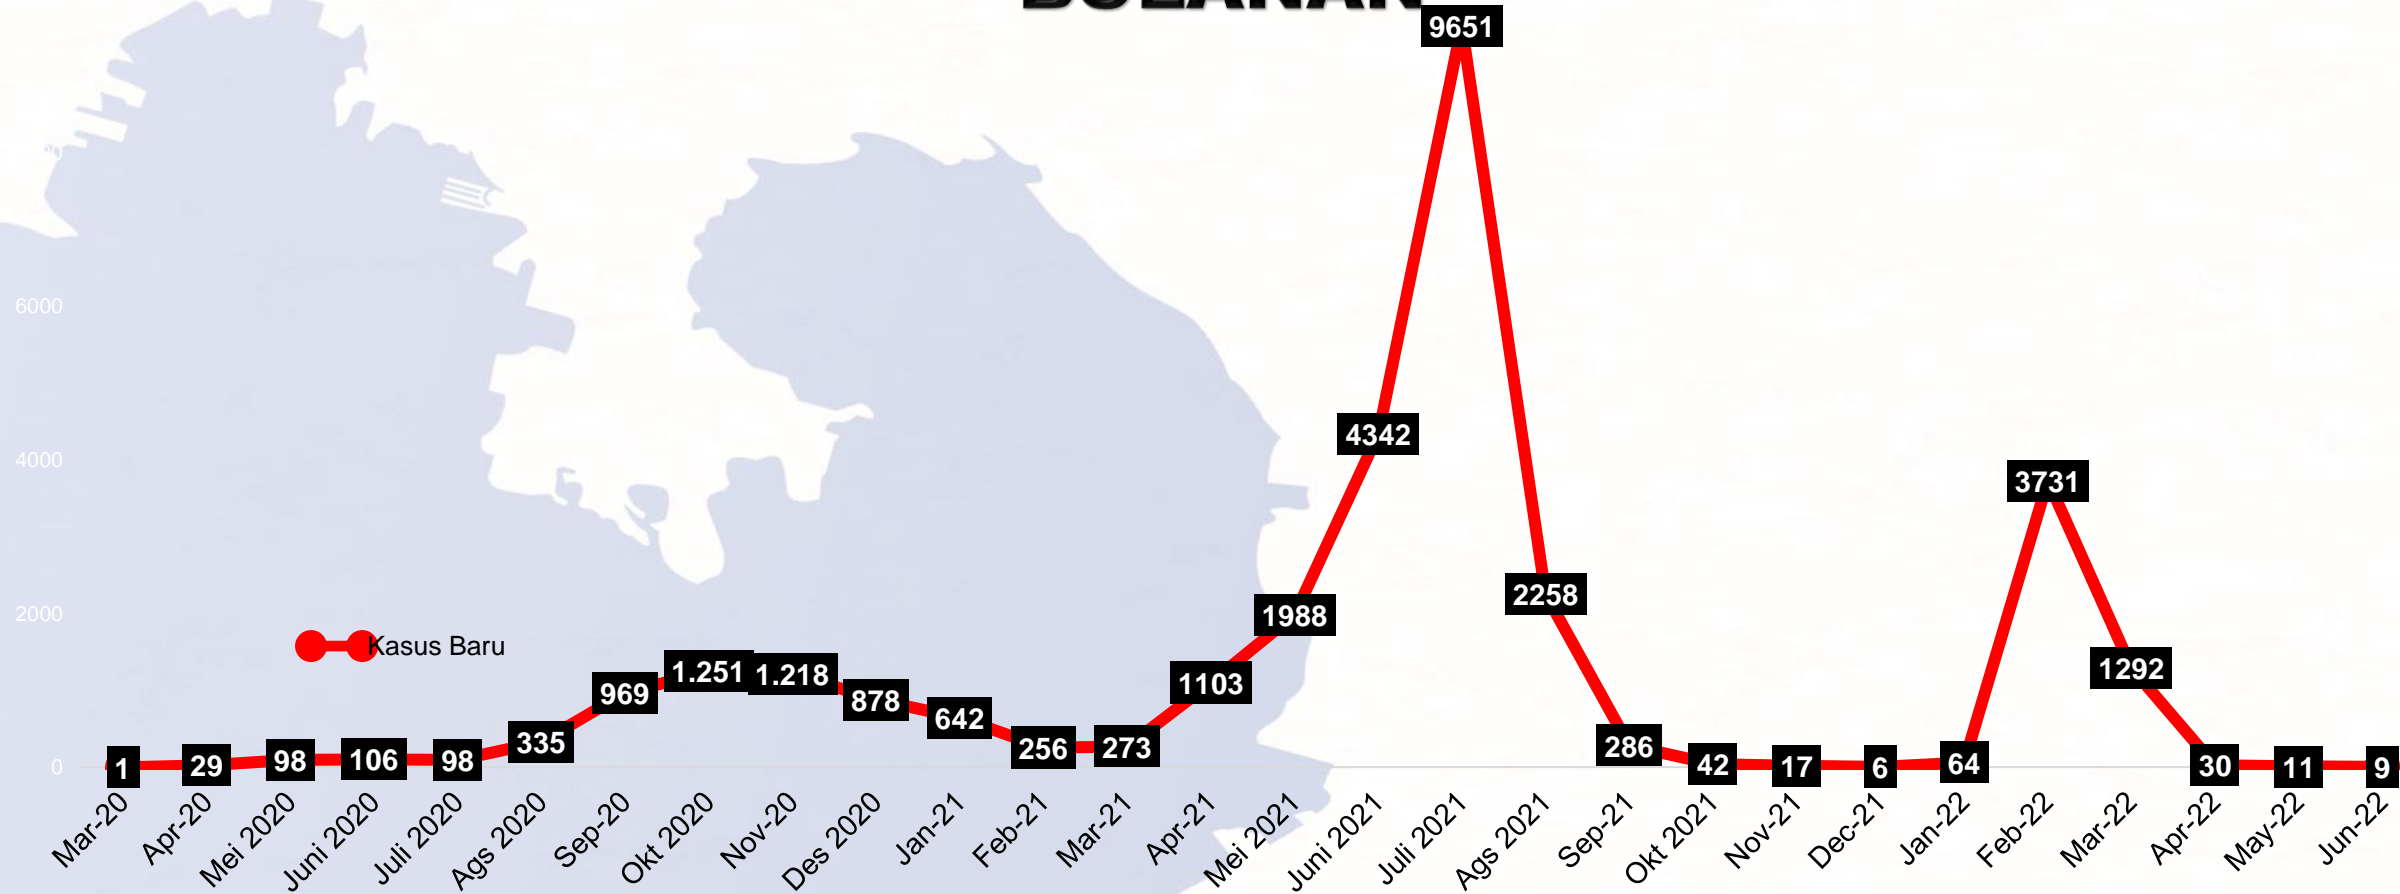 BULANAN
6000
4000
2000
0
Kasus Baru
1
29
98
106
98
335
969
1.251
1.218
878
642
256
273
1103
1988
4342
9651
2258
286
42
17
6
64
3731
1292
30
11
9
Mar-20
Apr-20
Mei 2020
Juni 2020
Juli 2020
Ags 2020
Sep-20
Okt 2020
Nov-20
Des 2020
Jan-21
Feb-21
Mar-21
Apr-21
Mei 2021
Juni 2021
Juli 2021
Ags 2021
Sep-21
Okt 2021
Nov-21
Dec-21
Jan-22
Feb-22
Mar-22
Apr-22
May-22
Jun-22